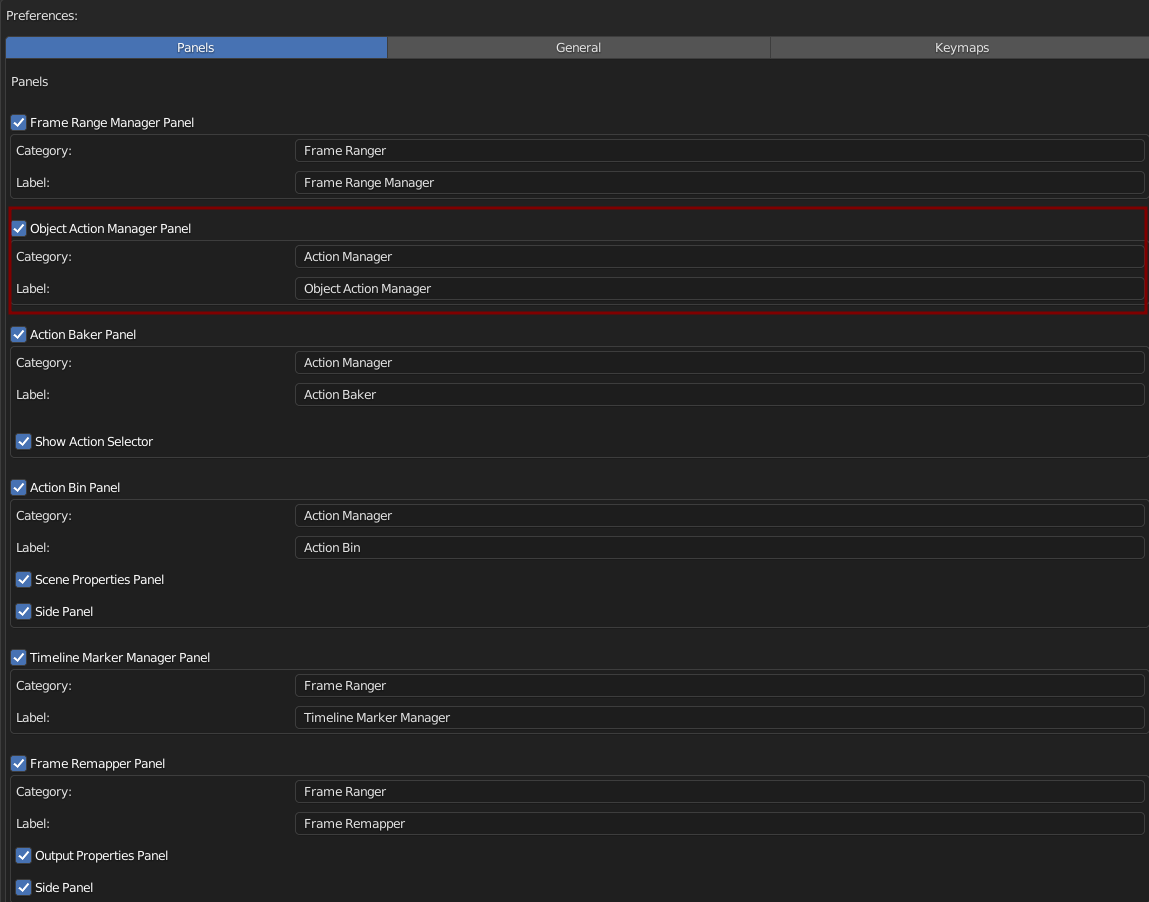 Preferences:
Panels General Keymaps
Panels
Frame Range Manager Panel
Category: Frame Ranger
Label: Frame Range Manager
Object Action Manager Panel
Category: Action Manager
Label: Object Action Manager
Action Baker Panel
Category: Action Manager
Label: Action Baker
Show Action Selector
Action Bin Panel
Category: Action Manager
Label: Action Bin
Scene Properties Panel
Side Panel
Timeline Marker Manager Panel
Category: Frame Ranger
Label: Timeline Marker Manager
Frame Remapper Panel
Category: Frame Ranger
Label: Frame Remapper
Output Properties Panel
Side Panel